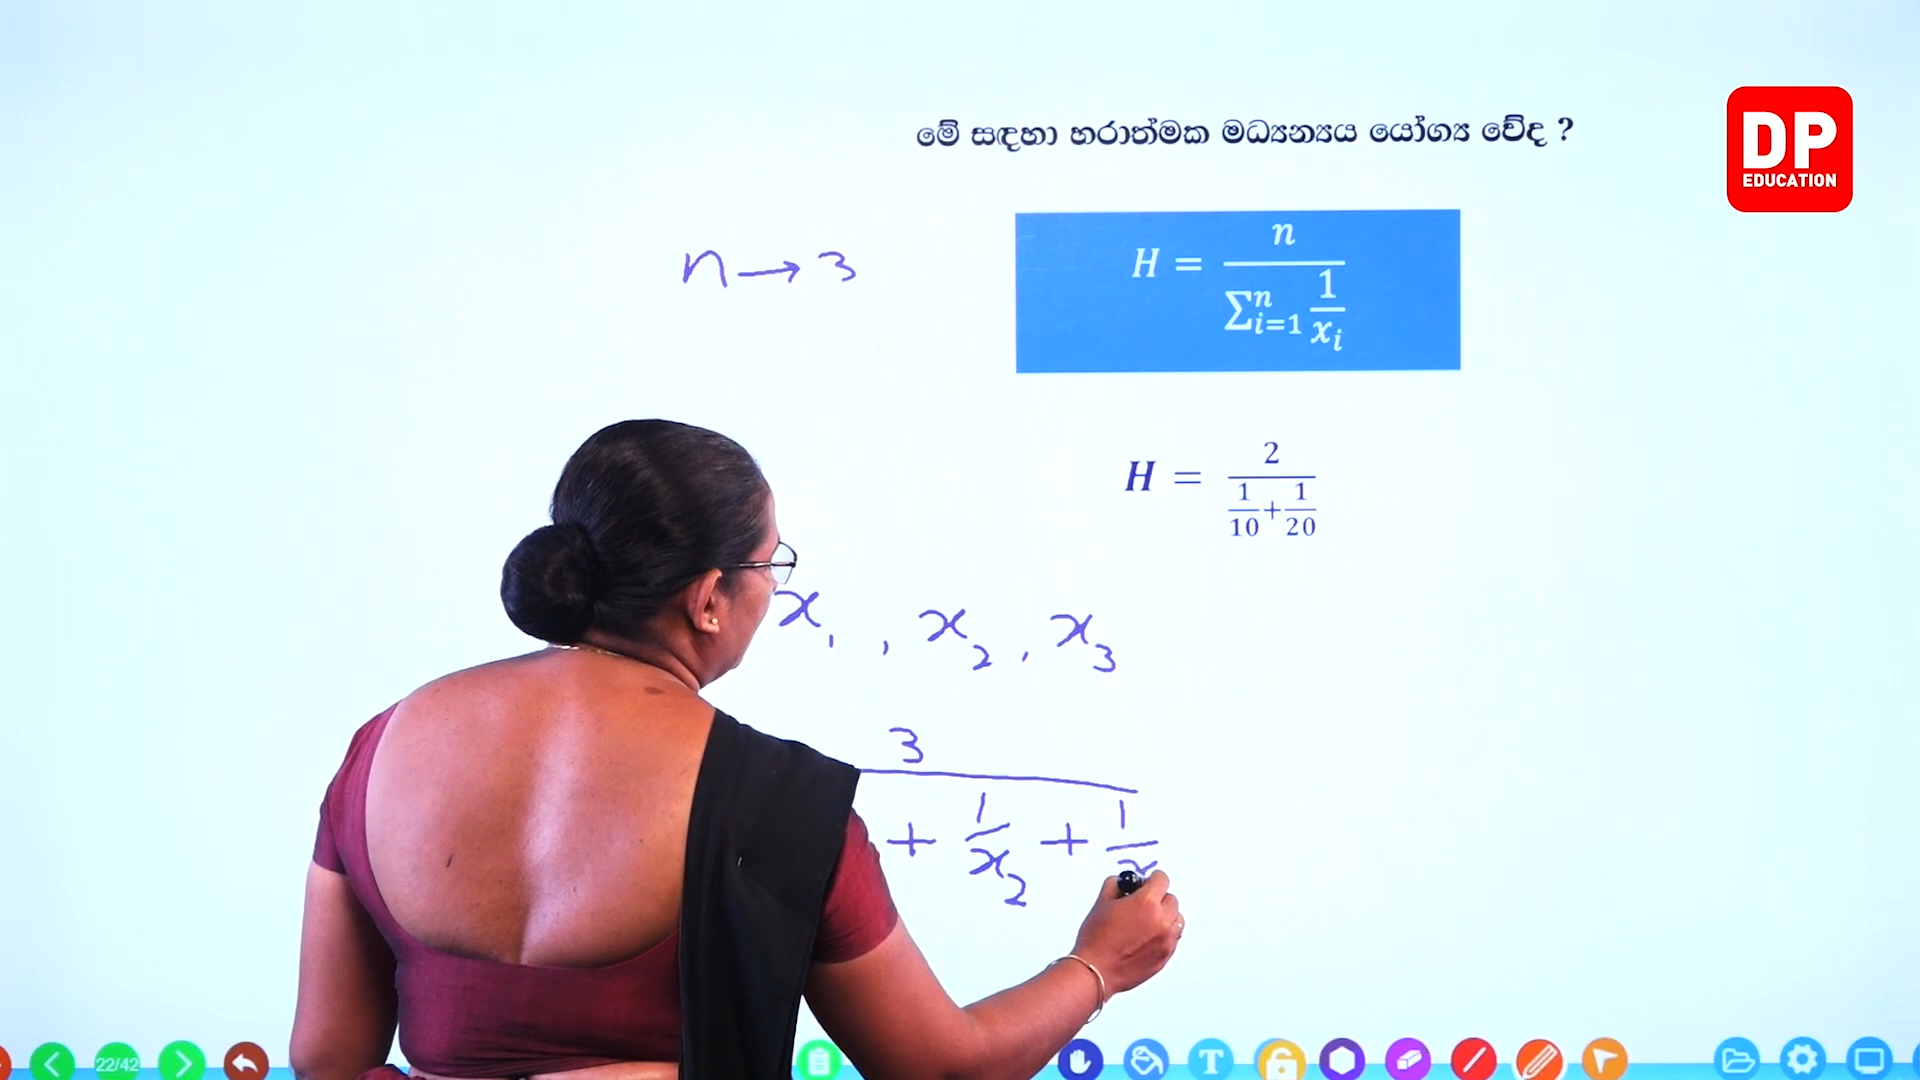 මේ සඳහා හරාත්මක මධ්‍යන්‍යය යෝග්‍ය වේද ?
DP
EDUCATION
n → 3
H = n / ∑ⁿᵢ₌₁ 1/xᵢ
H = 2 / (1/10 + 1/20)
x₁ , x₂ , x₃
3
+ 1/x₂ + 1/x
22/42
T